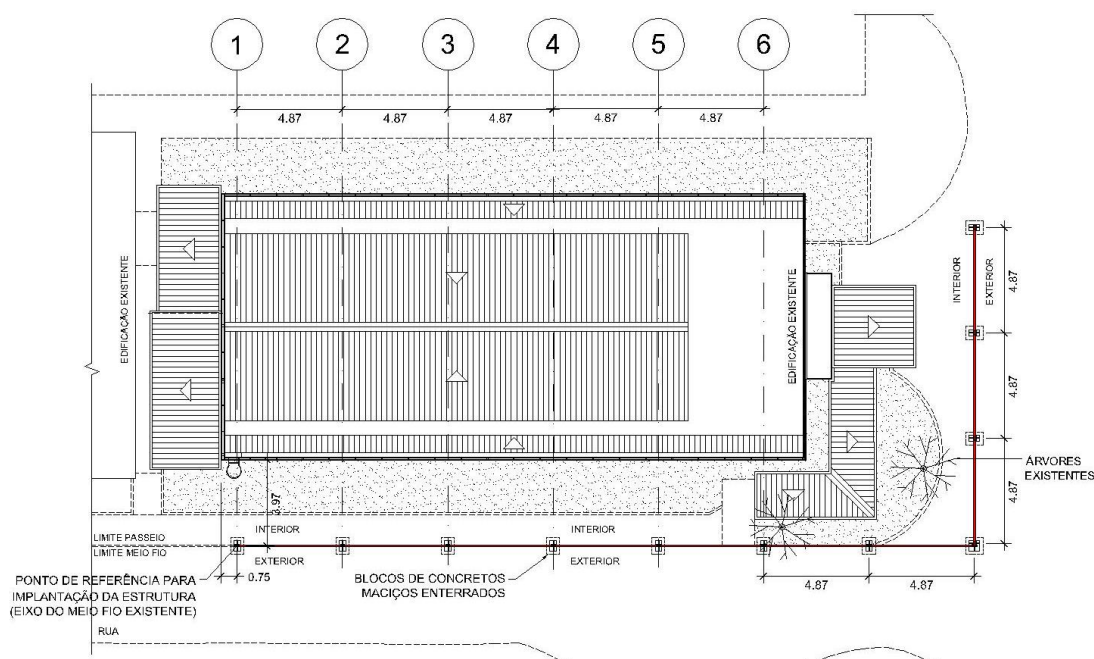 1 2 3 4 5 6
4.87 4.87 4.87 4.87 4.87
EDIFICAÇÃO EXISTENTE
EDIFICAÇÃO EXISTENTE
INTERIOR
EXTERIOR
4.87
4.87
4.87
ÁRVORES
EXISTENTES
3.97
LIMITE PASSEIO
LIMITE MEIO FIO
INTERIOR
EXTERIOR
INTERIOR
EXTERIOR
0.75
PONTO DE REFERÊNCIA PARA
IMPLANTAÇÃO DA ESTRUTURA
(EIXO DO MEIO FIO EXISTENTE)
BLOCOS DE CONCRETOS
MACIÇOS ENTERRADOS
4.87 4.87
RUA